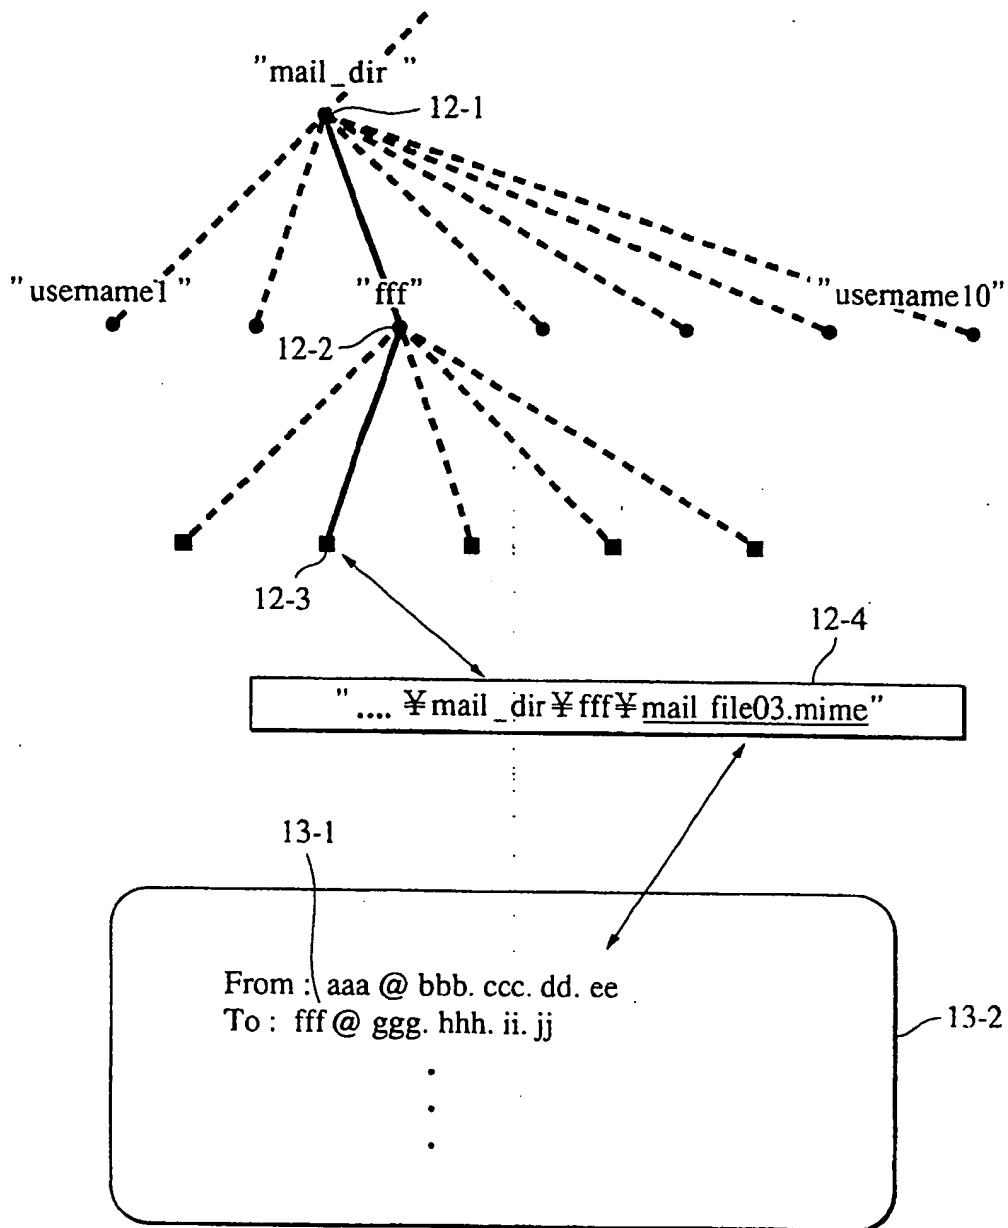 "mail_dir "
12-1
"username1 "
"fff"
"username10"
12-2
12-3
12-4
".... ¥mail_dir¥fff¥mail file03.mime"
13-1
From : aaa @ bbb. ccc. dd. ee
To : fff @ ggg. hhh. ii. jj
13-2